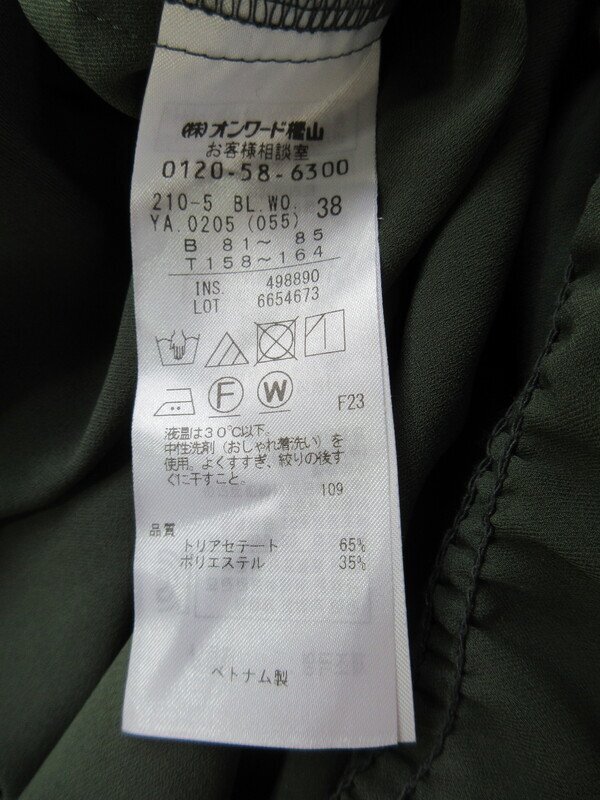 (株)オンワード樫山
お客様相談室
0120-58-6300
210-5 BL.WO. 38
YA.0205 (055)
B 81～ 85
T 158～164
INS. 498890
LOT 6654673
F W F23
液温は30℃以下。
中性洗剤（おしゃれ着洗い）を
使用。よくすすぎ、絞りの後す
ぐに干すこと。
109
品質
トリアセテート 65%
ポリエステル 35%
ベトナム製